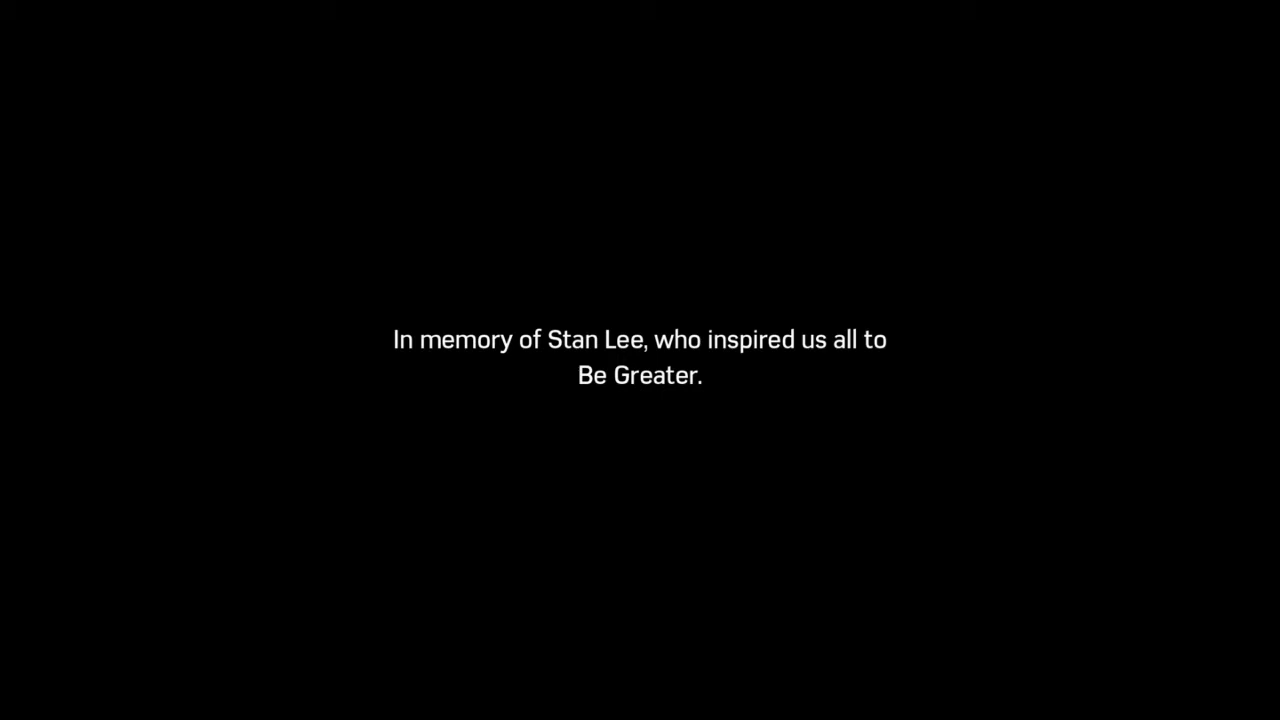 In memory of Stan Lee, who inspired us all to
Be Greater.